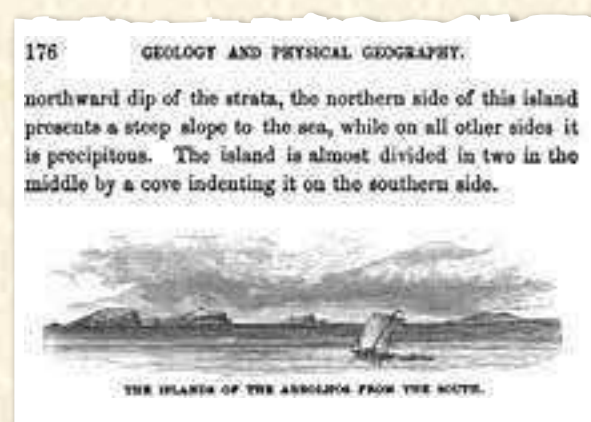 176 GEOLOGY AND PHYSICAL GEOGRAPHY.
northward dip of the strata, the northern side of this island
presents a steep slope to the sea, while on all other sides it
is precipitous. The island is almost divided in two in the
middle by a cove indenting it on the southern side.
THE ISLANDS OF THE ABROLHOS FROM THE SOUTH.